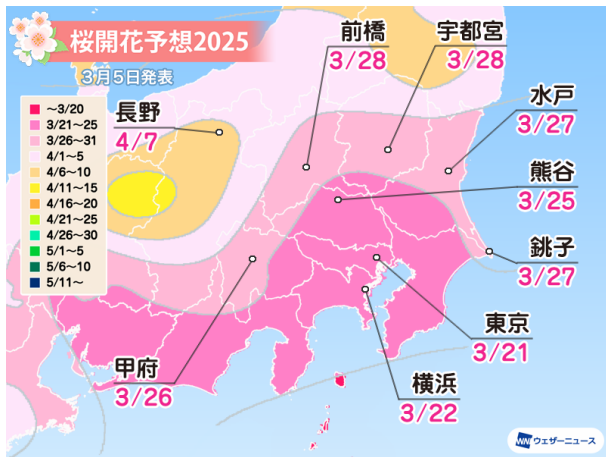 桜開花予想2025
3月5日発表
～3/20
3/21～25
3/26～31
4/1～5
4/6～10
4/11～15
4/16～20
4/21～25
4/26～30
5/1～5
5/6～10
5/11～
前橋
3/28
宇都宮
3/28
長野
4/7
水戸
3/27
熊谷
3/25
銚子
3/27
東京
3/21
横浜
3/22
甲府
3/26
WN ウェザーニュース